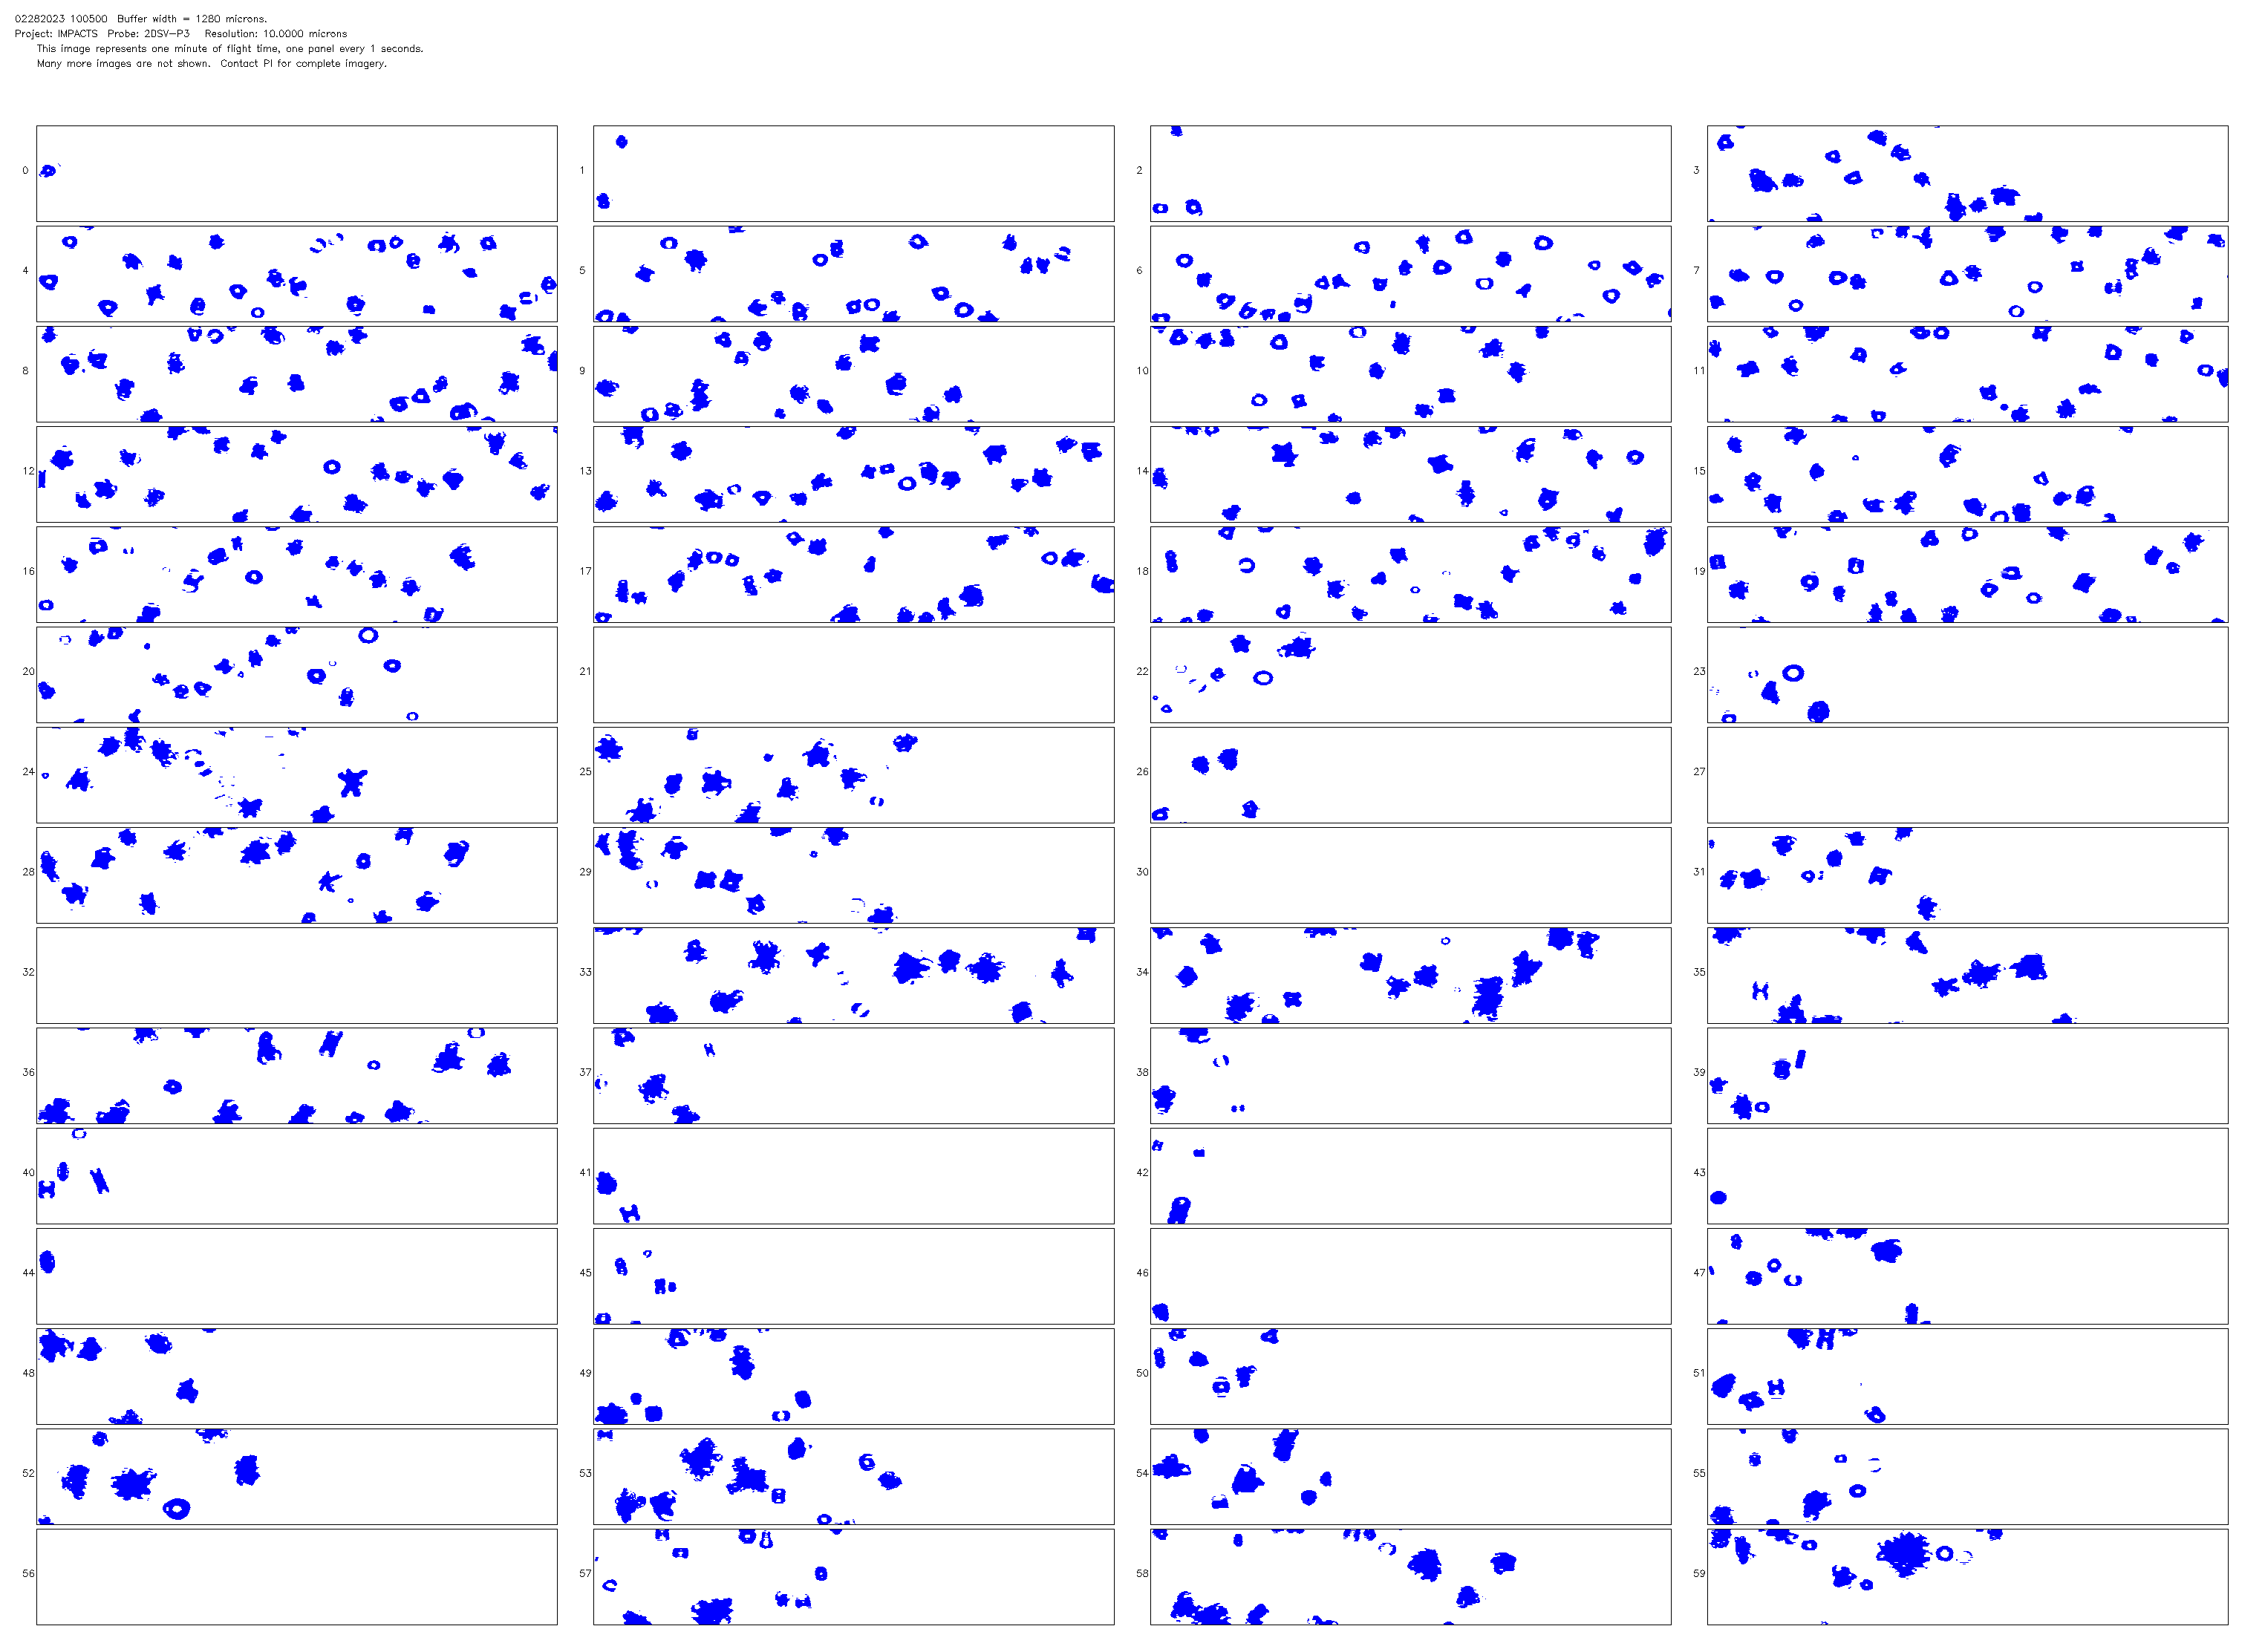 02282023 100500  Buffer width = 1280 microns.
Project: IMPACTS  Probe: 2DSV-P3  Resolution: 10.0000 microns
This image represents one minute of flight time, one panel every 1 seconds.
Many more images are not shown.  Contact PI for complete imagery.
0 1 2 3
4 5 6 7
8 9 10 11
12 13 14 15
16 17 18 19
20 21 22 23
24 25 26 27
28 29 30 31
32 33 34 35
36 37 38 39
40 41 42 43
44 45 46 47
48 49 50 51
52 53 54 55
56 57 58 59